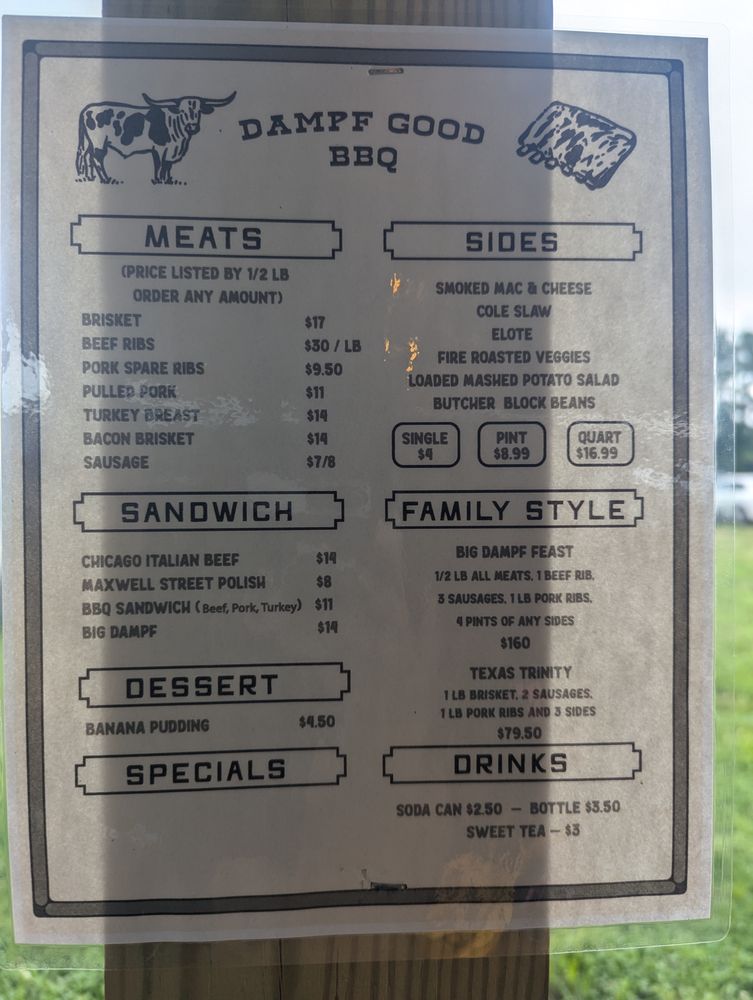 DAMPF GOOD
BBQ
MEATS
(PRICE LISTED BY 1/2 LB
ORDER ANY AMOUNT)
BRISKET $17
BEEF RIBS $30 / LB
PORK SPARE RIBS $9.50
PULLED PORK $11
TURKEY BREAST $14
BACON BRISKET $14
SAUSAGE $7/8
SANDWICH
CHICAGO ITALIAN BEEF $14
MAXWELL STREET POLISH $8
BBQ SANDWICH (Beef, Pork, Turkey) $11
BIG DAMPF $14
DESSERT
BANANA PUDDING $4.50
SPECIALS
SIDES
SMOKED MAC & CHEESE
COLE SLAW
ELOTE
FIRE ROASTED VEGGIES
LOADED MASHED POTATO SALAD
BUTCHER BLOCK BEANS
SINGLE
$4
PINT
$8.99
QUART
$16.99
FAMILY STYLE
BIG DAMPF FEAST
1/2 LB ALL MEATS, 1 BEEF RIB,
3 SAUSAGES, 1 LB PORK RIBS,
4 PINTS OF ANY SIDES
$160
TEXAS TRINITY
1 LB BRISKET, 2 SAUSAGES,
1 LB PORK RIBS AND 3 SIDES
$79.50
DRINKS
SODA CAN $2.50 — BOTTLE $3.50
SWEET TEA — $3